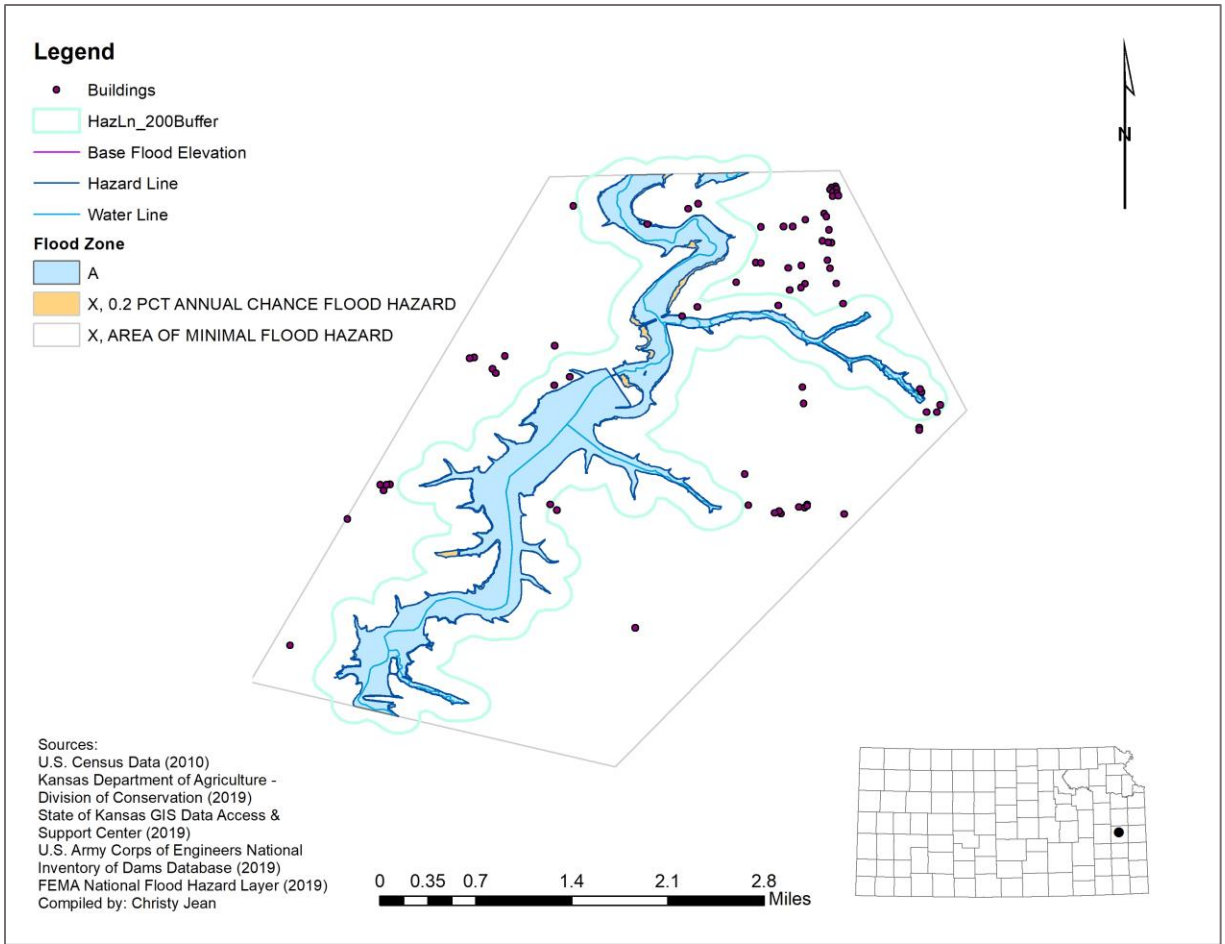 Legend
Buildings
HazLn_200Buffer
Base Flood Elevation
Hazard Line
Water Line
Flood Zone
A
X, 0.2 PCT ANNUAL CHANCE FLOOD HAZARD
X, AREA OF MINIMAL FLOOD HAZARD
N
Sources:
U.S. Census Data (2010)
Kansas Department of Agriculture -
Division of Conservation (2019)
State of Kansas GIS Data Access &
Support Center (2019)
U.S. Army Corps of Engineers National
Inventory of Dams Database (2019)
FEMA National Flood Hazard Layer (2019)
Compiled by: Christy Jean
0 0.35 0.7 1.4 2.1 2.8
Miles